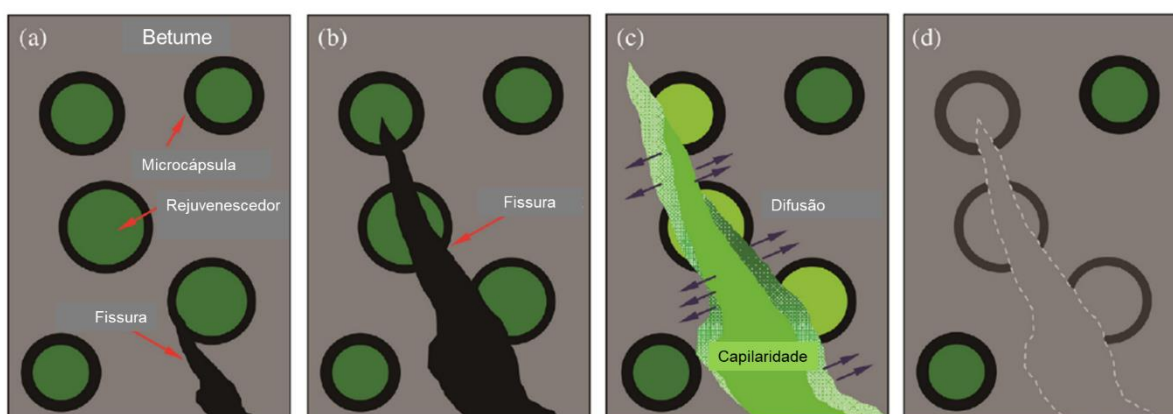 (a)
Betume
Microcápsula
Rejuvenescedor
Fissura
(b)
Fissura
(c)
Difusão
Capilaridade
(d)